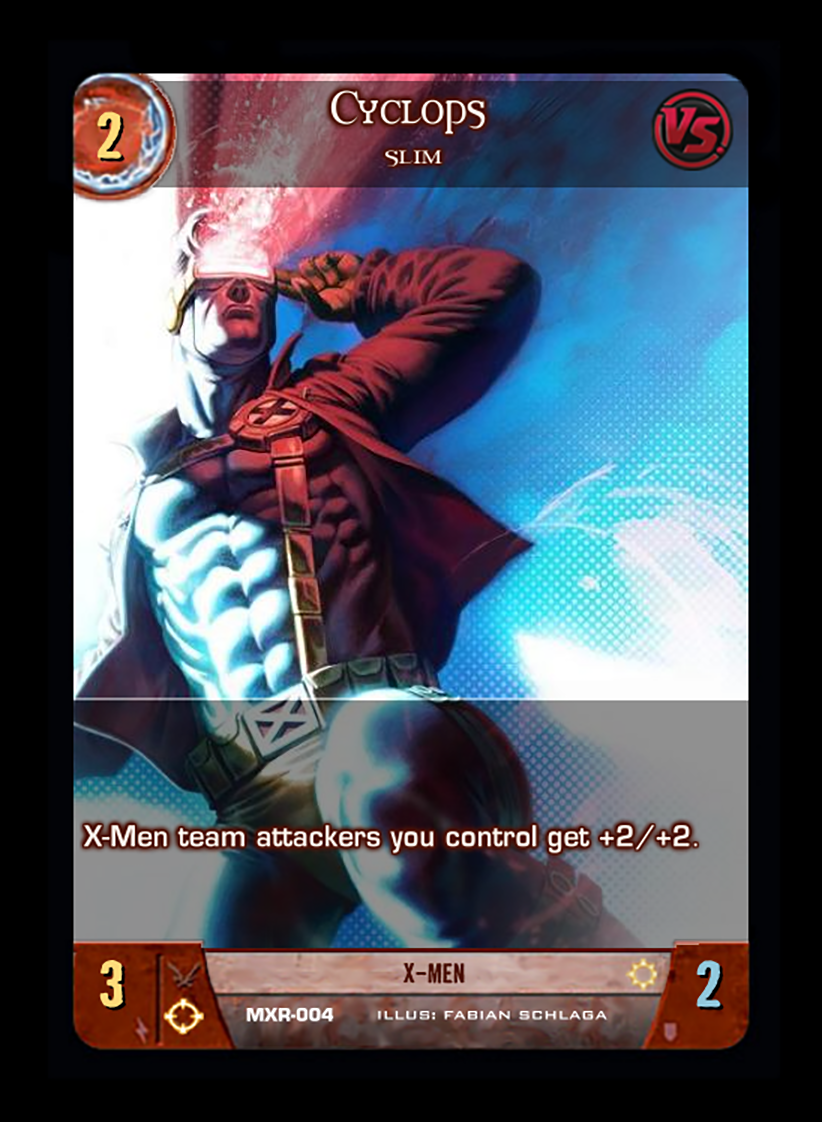 2
Cyclops
VS.
SLIM
X-Men team attackers you control get +2/+2.
3
X-MEN
2
MXR-004
ILLUS: FABIAN SCHLAGA